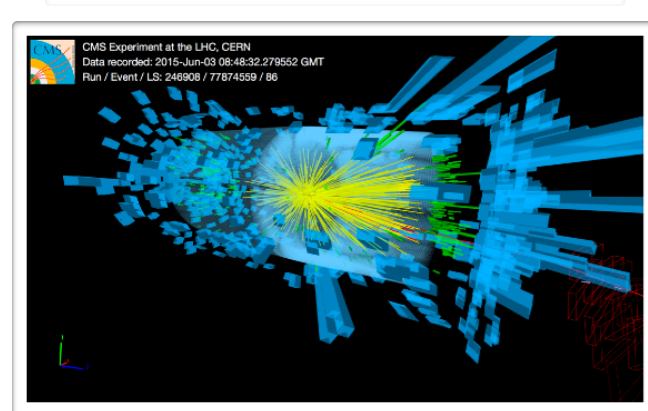 CMS
CMS Experiment at the LHC, CERN
Data recorded: 2015-Jun-03 08:48:32.279552 GMT
Run / Event / LS: 246908 / 77874559 / 86